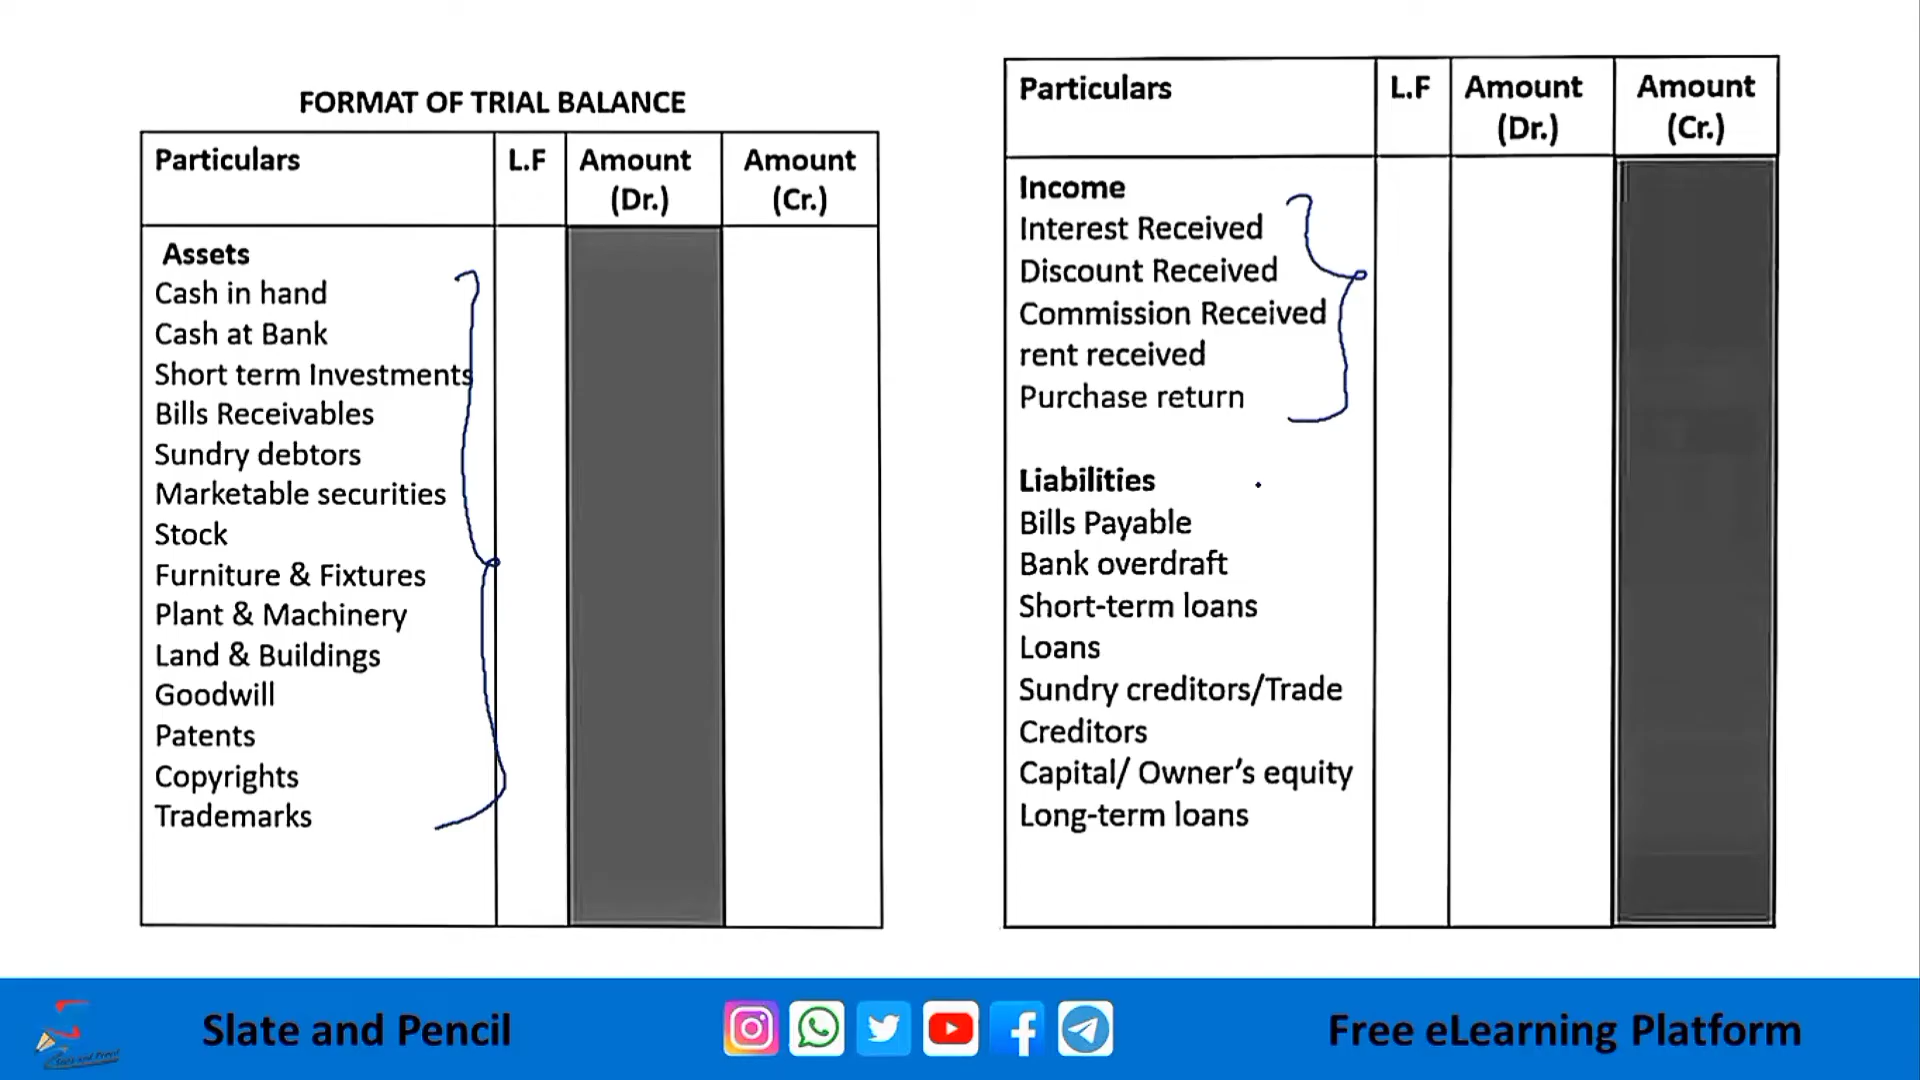 FORMAT OF TRIAL BALANCE
Particulars L.F Amount (Dr.) Amount (Cr.)
Assets
Cash in hand
Cash at Bank
Short term Investments
Bills Receivables
Sundry debtors
Marketable securities
Stock
Furniture & Fixtures
Plant & Machinery
Land & Buildings
Goodwill
Patents
Copyrights
Trademarks
Particulars L.F Amount (Dr.) Amount (Cr.)
Income
Interest Received
Discount Received
Commission Received
rent received
Purchase return
Liabilities
Bills Payable
Bank overdraft
Short-term loans
Loans
Sundry creditors/Trade
Creditors
Capital/ Owner’s equity
Long-term loans
Slate and Pencil
Free eLearning Platform